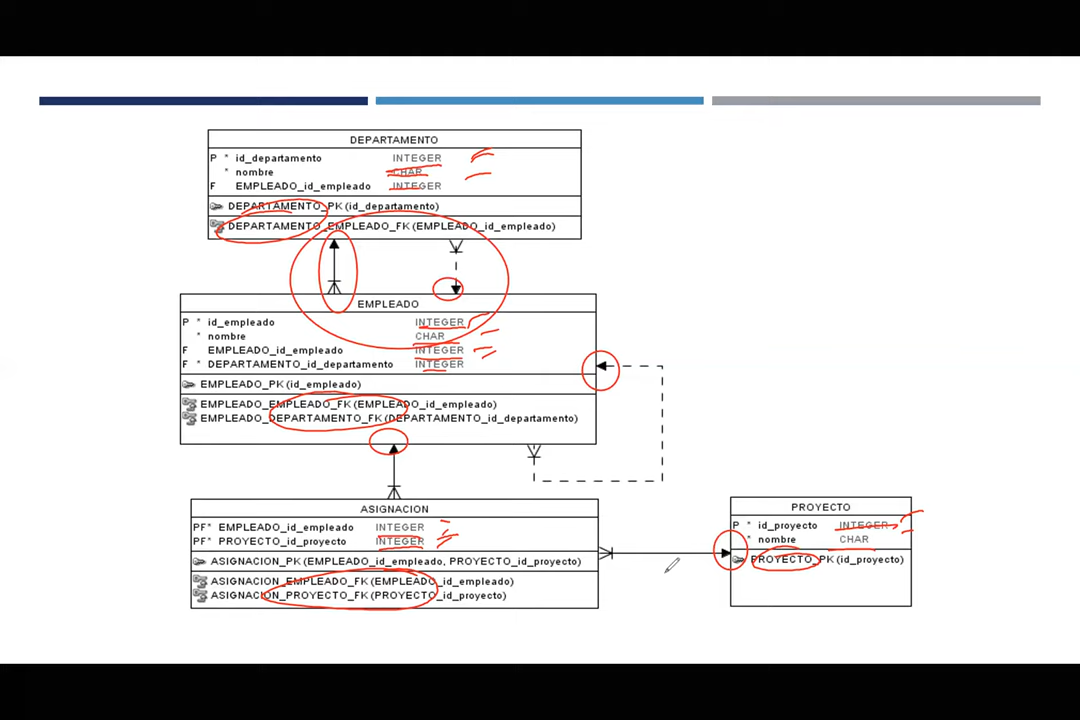 DEPARTAMENTO
P * id_departamento INTEGER
* nombre CHAR
F EMPLEADO_id_empleado INTEGER
DEPARTAMENTO_PK (id_departamento)
DEPARTAMENTO_EMPLEADO_FK (EMPLEADO_id_empleado)
EMPLEADO
P * id_empleado INTEGER
* nombre CHAR
F EMPLEADO_id_empleado INTEGER
F * DEPARTAMENTO_id_departamento INTEGER
EMPLEADO_PK (id_empleado)
EMPLEADO_EMPLEADO_FK (EMPLEADO_id_empleado)
EMPLEADO_DEPARTAMENTO_FK (DEPARTAMENTO_id_departamento)
ASIGNACION
PF* EMPLEADO_id_empleado INTEGER
PF* PROYECTO_id_proyecto INTEGER
ASIGNACION_PK (EMPLEADO_id_empleado, PROYECTO_id_proyecto)
ASIGNACION_EMPLEADO_FK (EMPLEADO_id_empleado)
ASIGNACION_PROYECTO_FK (PROYECTO_id_proyecto)
PROYECTO
P * id_proyecto INTEGER
* nombre CHAR
PROYECTO_PK (id_proyecto)